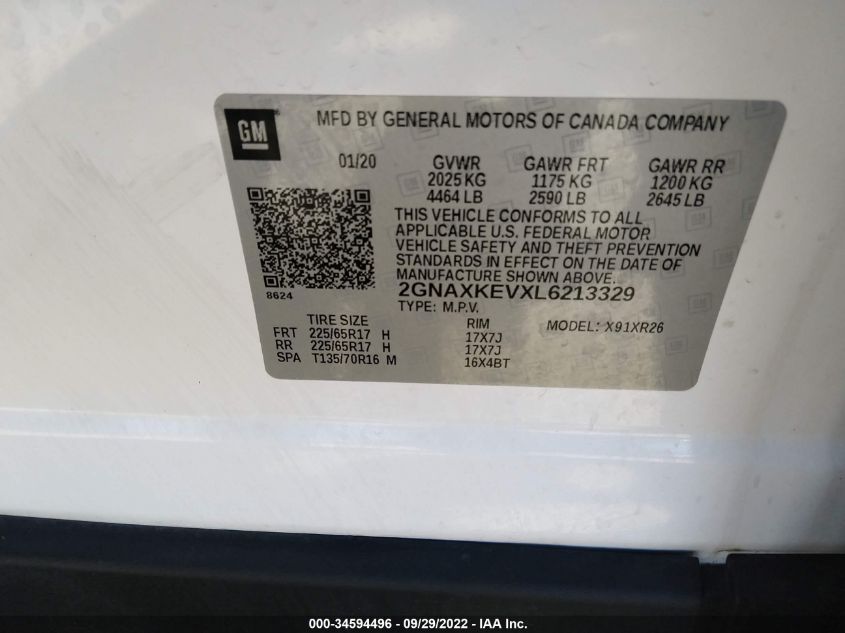 GM
MFD BY GENERAL MOTORS OF CANADA COMPANY
01/20 GVWR GAWR FRT GAWR RR
2025 KG 1175 KG 1200 KG
4464 LB 2590 LB 2645 LB
THIS VEHICLE CONFORMS TO ALL
APPLICABLE U.S. FEDERAL MOTOR
VEHICLE SAFETY AND THEFT PREVENTION
STANDARDS IN EFFECT ON THE DATE OF
MANUFACTURE SHOWN ABOVE.
8624 2GNAXKEVXL6213329
TYPE: M.P.V.
TIRE SIZE RIM MODEL: X91XR26
FRT 225/65R17 H 17X7J
RR 225/65R17 H 17X7J
SPA T135/70R16 M 16X4BT
000-34594496 - 09/29/2022 - IAA Inc.